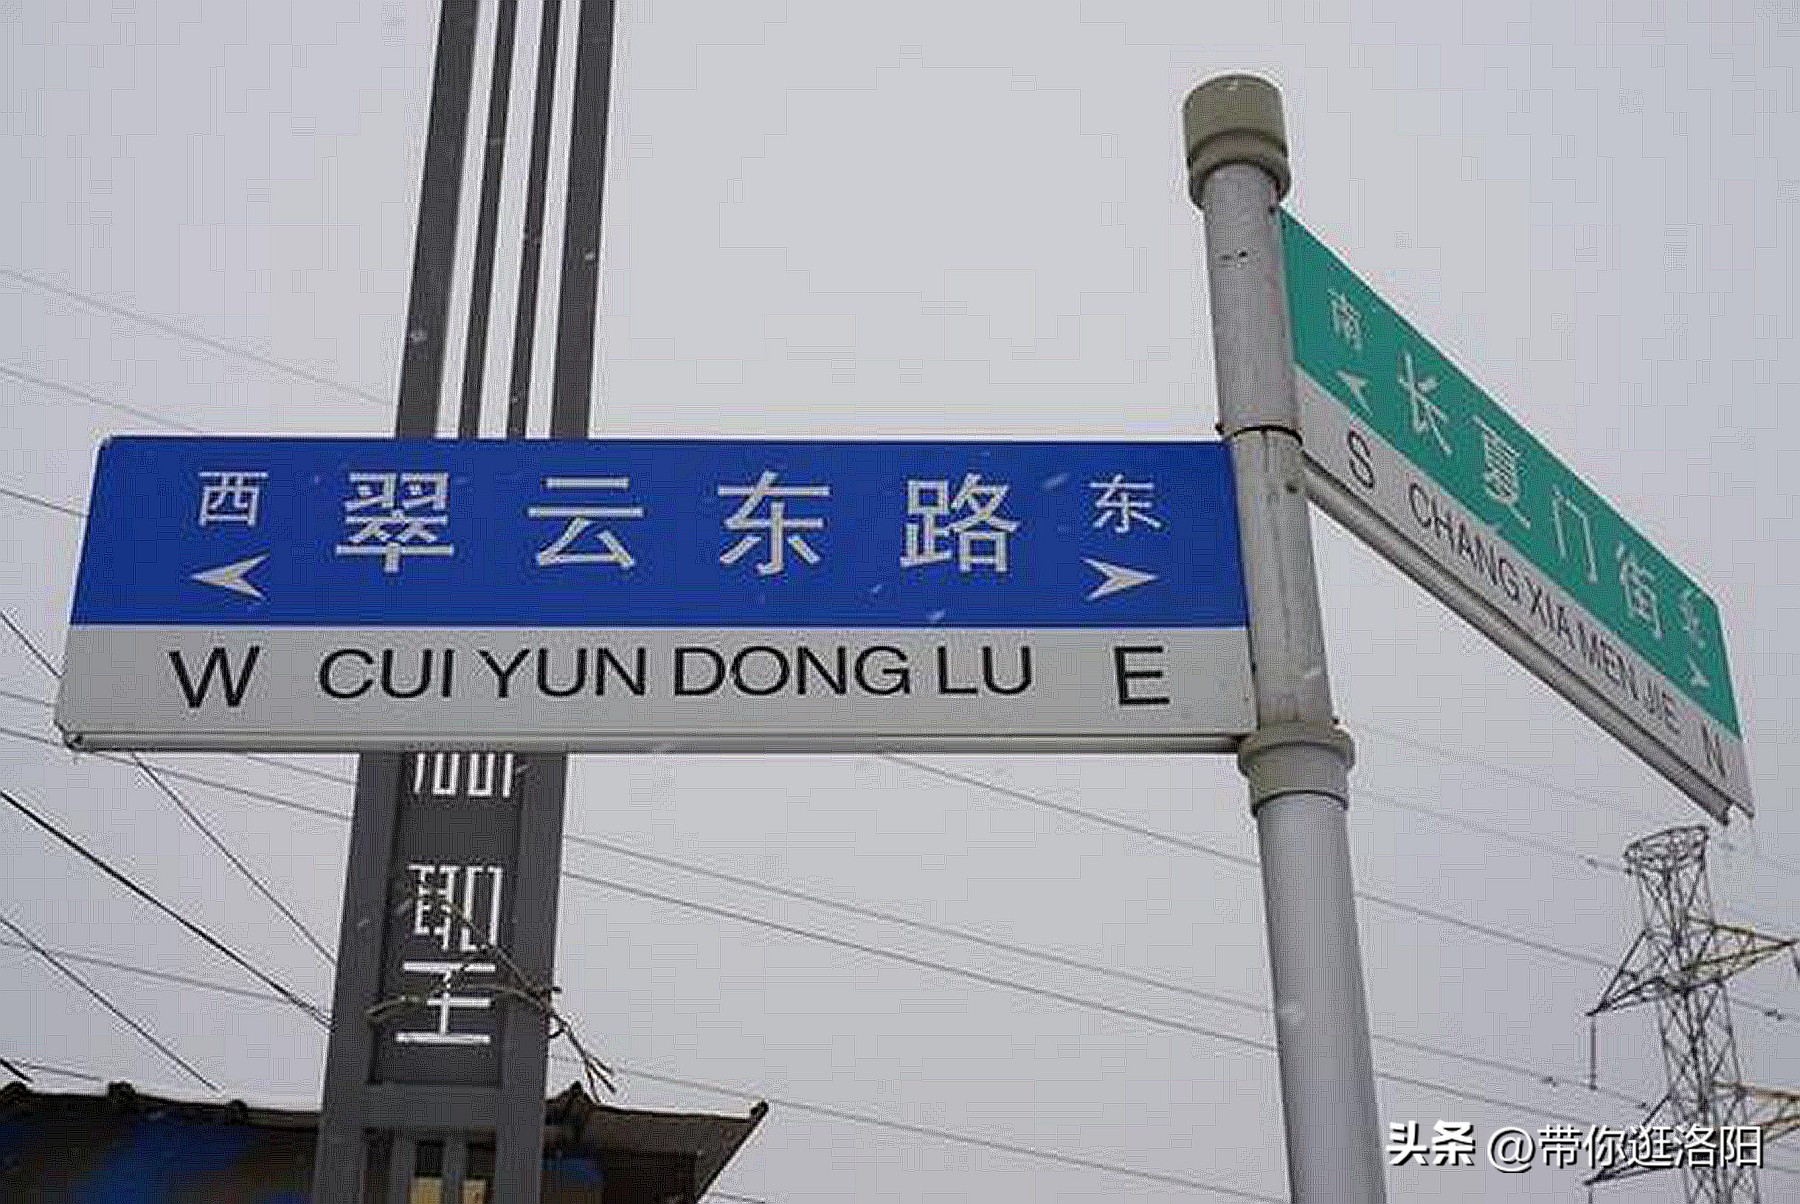 西 翠云东路 东
W CUI YUN DONG LU E
南 长夏门街 北
S CHANG XIA MEN JIE N
头条 @带你逛洛阳